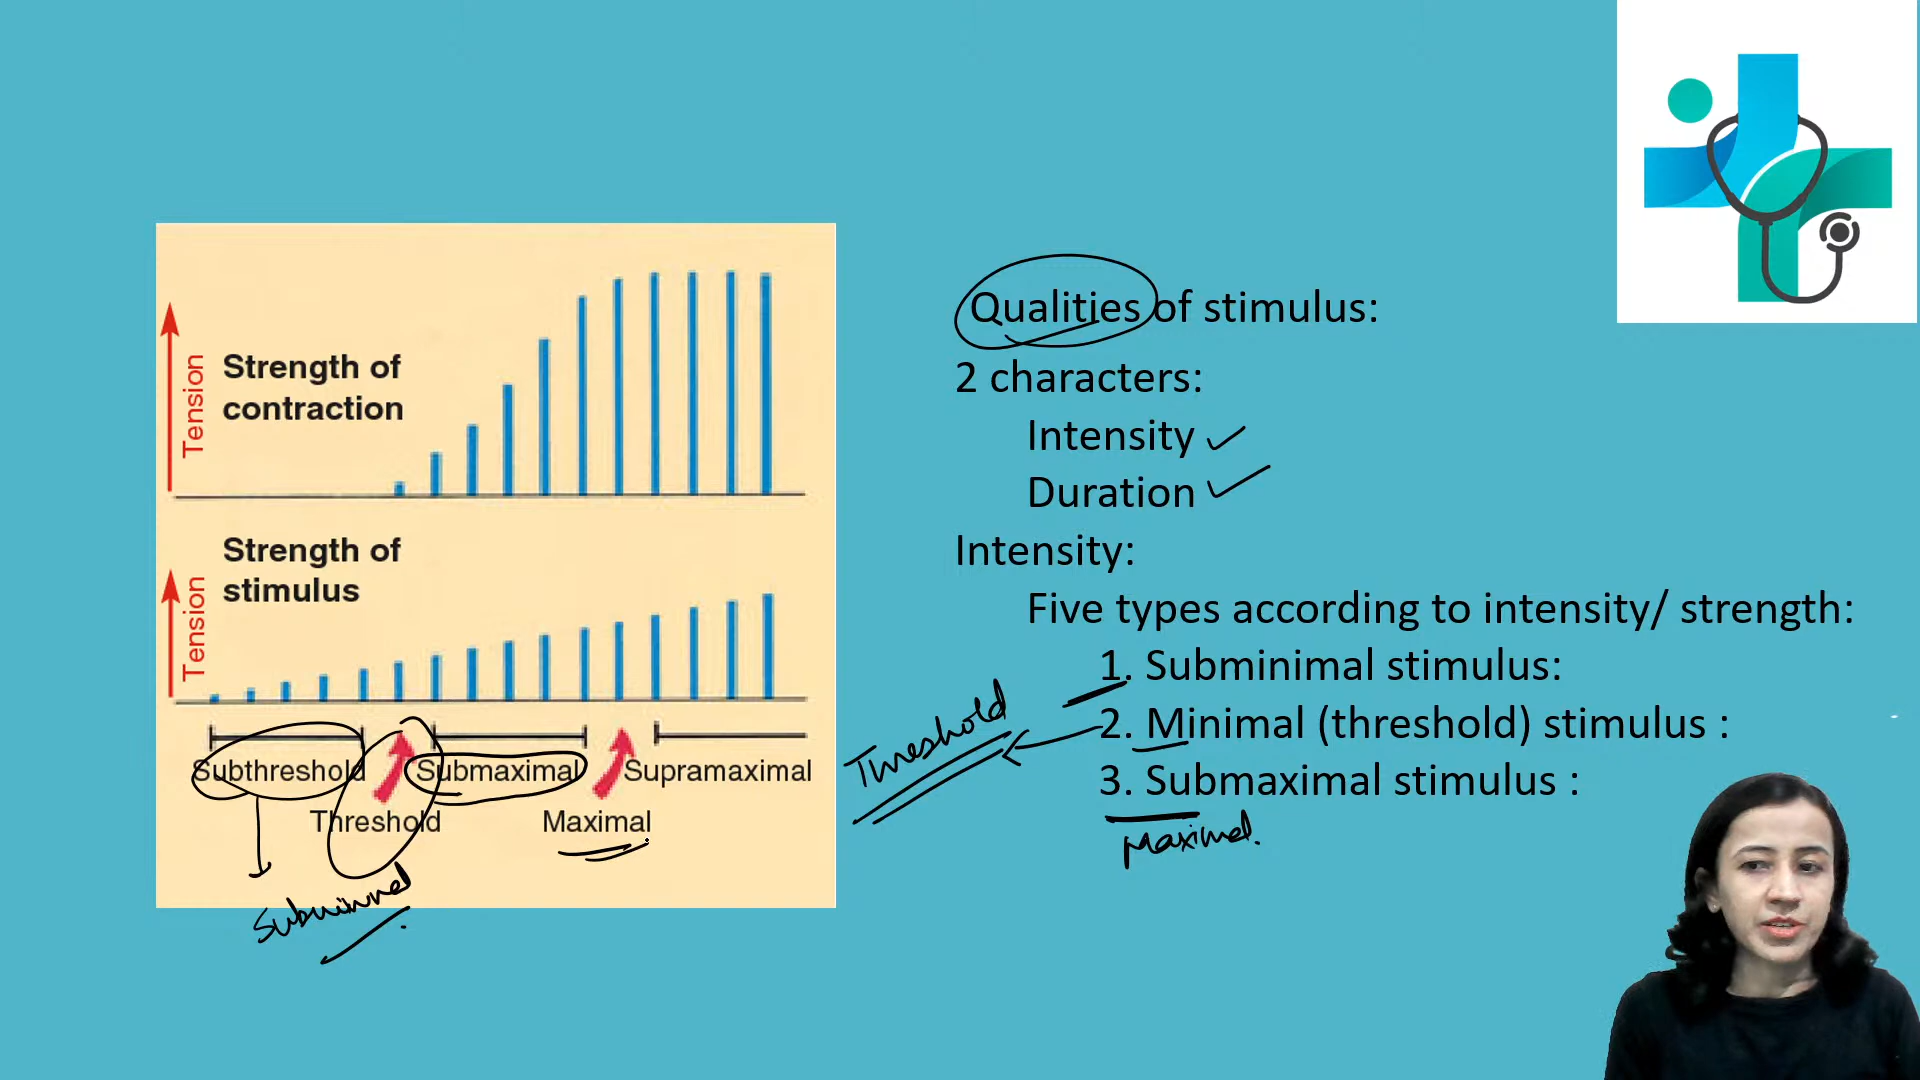 Strength of
contraction
Tension
Strength of
stimulus
Tension
Subthreshold
Submaximal
Supramaximal
Threshold
Maximal
Subminimal
Qualities of stimulus:
2 characters:
Intensity
Duration
Intensity:
Five types according to intensity/ strength:
1. Subminimal stimulus:
2. Minimal (threshold) stimulus :
3. Submaximal stimulus :
Threshold
Maximal.